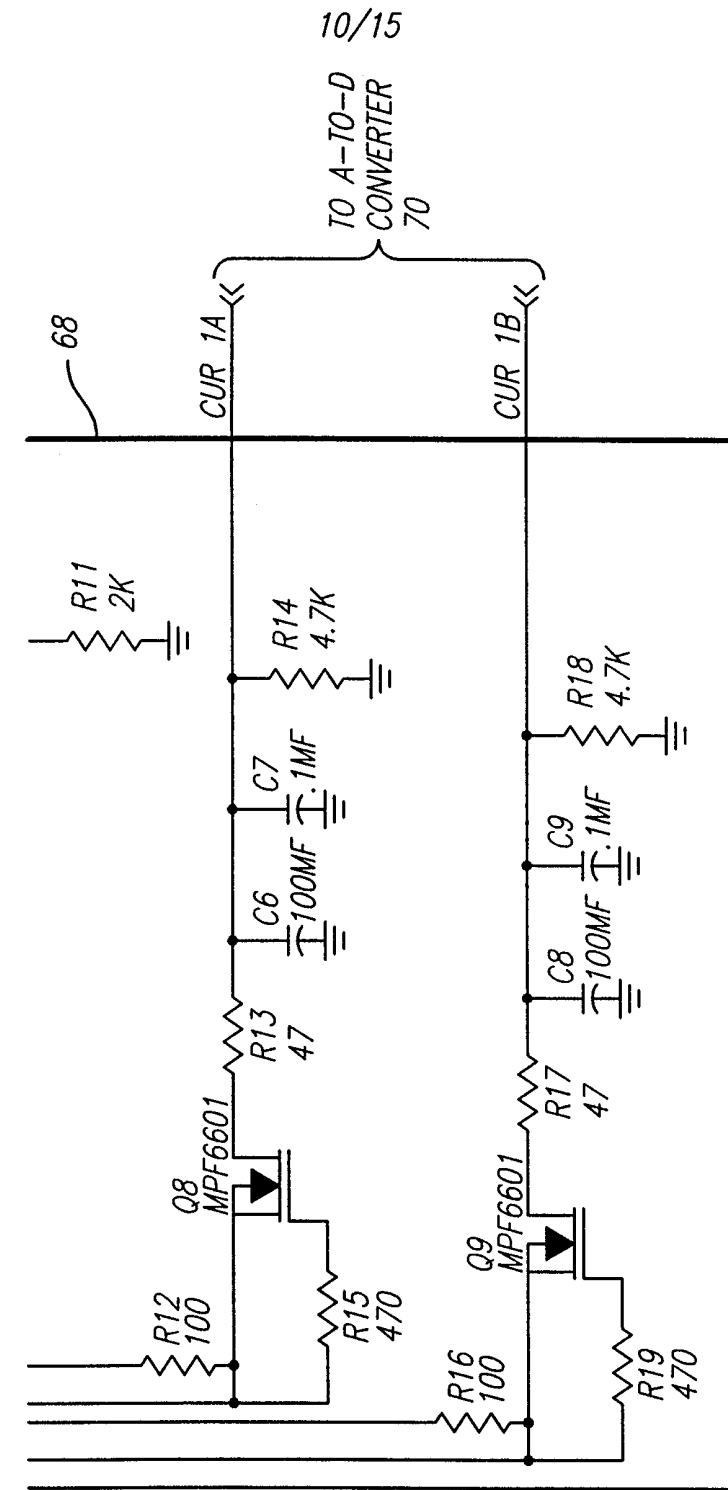 10/15
TO A-TO-D
CONVERTER
70
68
CUR 1A
CUR 1B
R11
2K
R14
4.7K
R18
4.7K
C7
.1MF
C9
.1MF
C6
100MF
C8
100MF
R13
47
R17
47
Q8
MPF6601
Q9
MPF6601
R12
100
R15
470
R16
100
R19
470